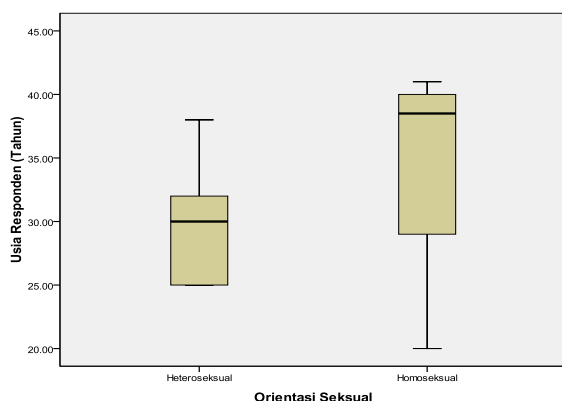 45.00
40.00
35.00
30.00
25.00
20.00
Usia Responden (Tahun)
Heteroseksual
Homoseksual
Orientasi Seksual